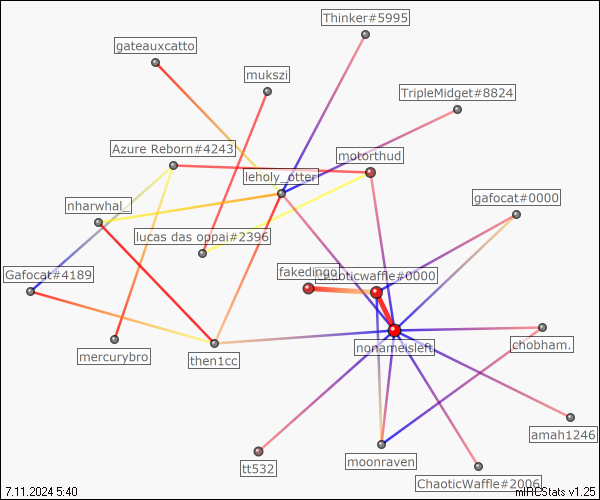 Thinker#5995
gateauxcatto
mukszi
TripleMidget#8824
Azure Reborn#4243
motorthud
leholy_otter
gafocat#0000
nharwhal_
lucas das oppai#2396
fakedingo
chaoticwaffle#0000
Gafocat#4189
nonameisleft
chobham.
mercurybro
then1cc
amah1246
tt532
moonraven
ChaoticWaffle#2006
7.11.2024 5:40
mIRCStats v1.25